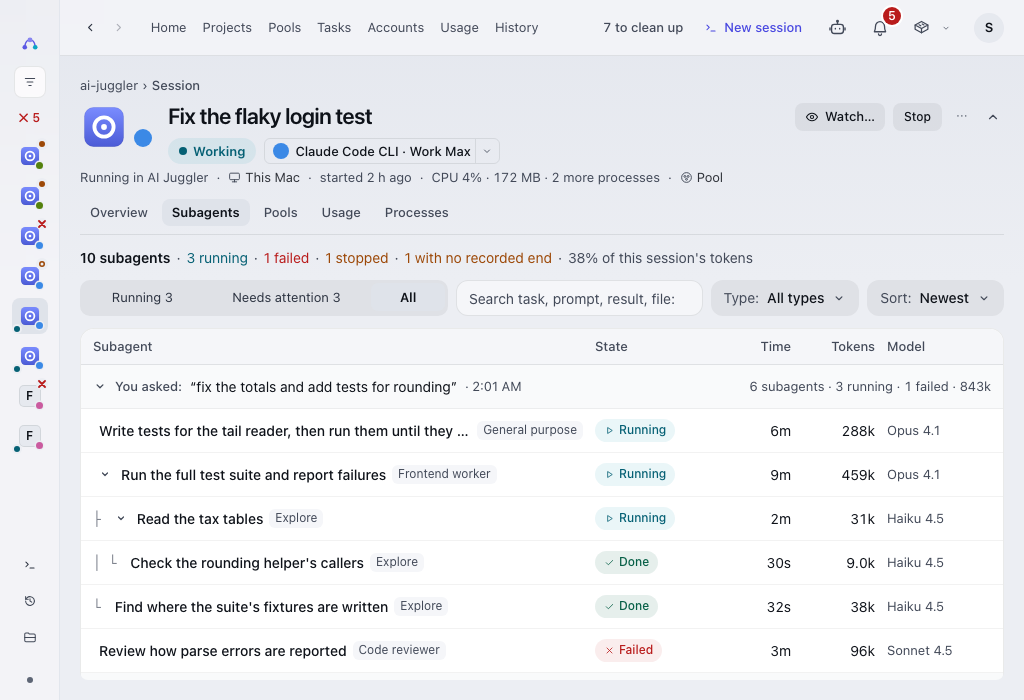 Home Projects Pools Tasks Accounts Usage History 7 to clean up New session 5 S
5
ai-juggler › Session
Fix the flaky login test
Watch... Stop ...
Working Claude Code CLI · Work Max
Running in AI Juggler · This Mac · started 2 h ago · CPU 4% · 172 MB · 2 more processes · Pool
Overview Subagents Pools Usage Processes
10 subagents · 3 running · 1 failed · 1 stopped · 1 with no recorded end · 38% of this session's tokens
Running 3 Needs attention 3 All Search task, prompt, result, file: Type: All types Sort: Newest
Subagent State Time Tokens Model
You asked: “fix the totals and add tests for rounding” · 2:01 AM 6 subagents · 3 running · 1 failed · 843k
Write tests for the tail reader, then run them until they ... General purpose Running 6m 288k Opus 4.1
Run the full test suite and report failures Frontend worker Running 9m 459k Opus 4.1
Read the tax tables Explore Running 2m 31k Haiku 4.5
Check the rounding helper's callers Explore Done 30s 9.0k Haiku 4.5
Find where the suite's fixtures are written Explore Done 32s 38k Haiku 4.5
Review how parse errors are reported Code reviewer Failed 3m 96k Sonnet 4.5
F
F